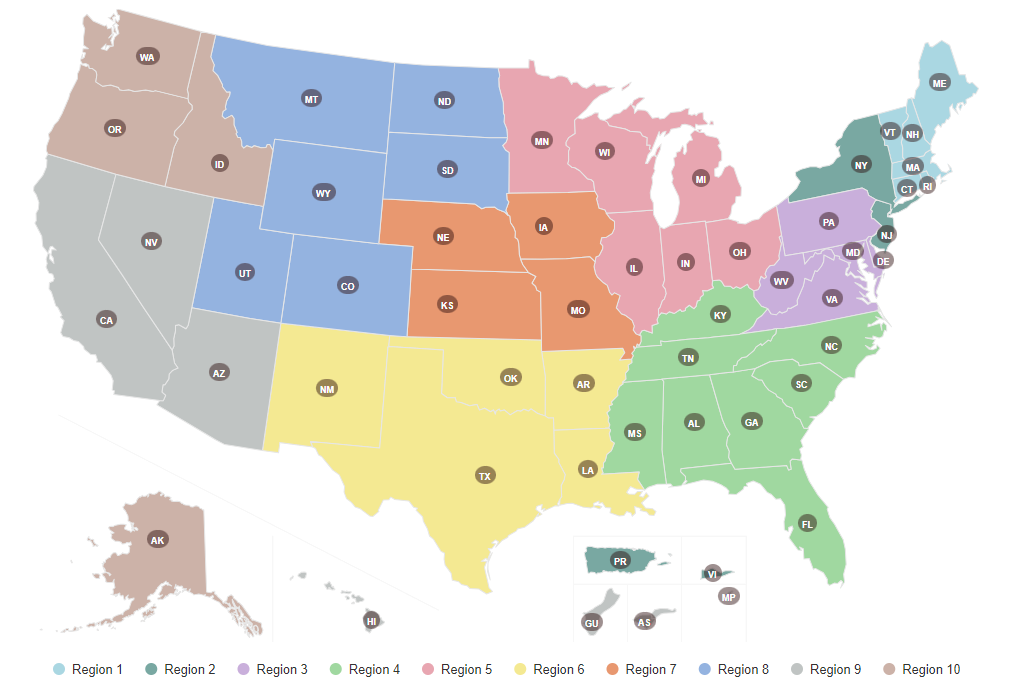 WA
ME
MT
ND
OR
VT
NH
MN
WI
ID
SD
NY
MA
MI
WY
CT
RI
PA
IA
NV
NE
NJ
OH
MD
DE
IN
IL
UT
WV
CO
VA
KS
MO
KY
CA
NC
TN
AZ
OK
AR
SC
NM
GA
AL
MS
LA
TX
FL
AK
PR
VI
MP
HI
GU
AS
Region 1 Region 2 Region 3 Region 4 Region 5 Region 6 Region 7 Region 8 Region 9 Region 10